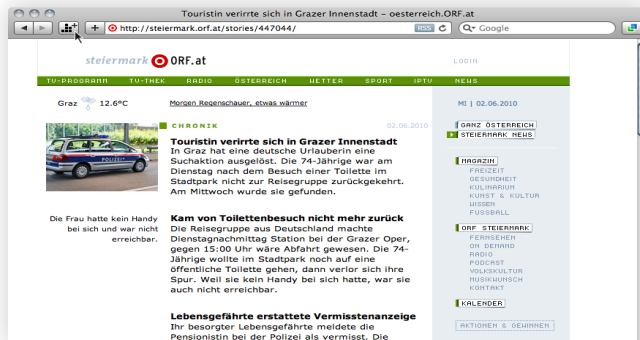 Touristin verirrte sich in Grazer Innenstadt – oesterreich.ORF.at
http://steiermark.orf.at/stories/447044/
RSS
Google
steiermark ORF.at
LOGIN
TV-PROGRAMM TV-THEK RADIO ÖSTERREICH WETTER SPORT IPTV NEWS
Graz 12.6°C
Morgen Regenschauer, etwas wärmer
MI | 02.06.2010
CHRONIK
02.06.2010
Touristin verirrte sich in Grazer Innenstadt
In Graz hat eine deutsche Urlauberin eine
Suchaktion ausgelöst. Die 74-Jährige war am
Dienstag nach dem Besuch einer Toilette im
Stadtpark nicht zur Reisegruppe zurückgekehrt.
Am Mittwoch wurde sie gefunden.
POLIZEI
Die Frau hatte kein Handy
bei sich und war nicht
erreichbar.
Kam von Toilettenbesuch nicht mehr zurück
Die Reisegruppe aus Deutschland machte
Dienstagnachmittag Station bei der Grazer Oper,
gegen 15:00 Uhr wäre Abfahrt gewesen. Die 74-
Jährige wollte im Stadtpark noch auf eine
öffentliche Toilette gehen, dann verlor sich ihre
Spur. Weil sie kein Handy bei sich hatte, war sie
auch nicht erreichbar.
Lebensgefährte erstattete Vermisstenanzeige
Ihr besorgter Lebensgefährte meldete die
Pensionistin bei der Polizei als vermisst. Die
GANZ ÖSTERREICH
STEIERMARK NEWS
MAGAZIN
FREIZEIT
GESUNDHEIT
KULINARIUM
KUNST & KULTUR
WISSEN
FUSSBALL
ORF STEIERMARK
FERNSEHEN
ON DEMAND
RADIO
PODCAST
VOLKSKULTUR
MUSIKWUNSCH
KONTAKT
KALENDER
AKTIONEN & GEWINNEN